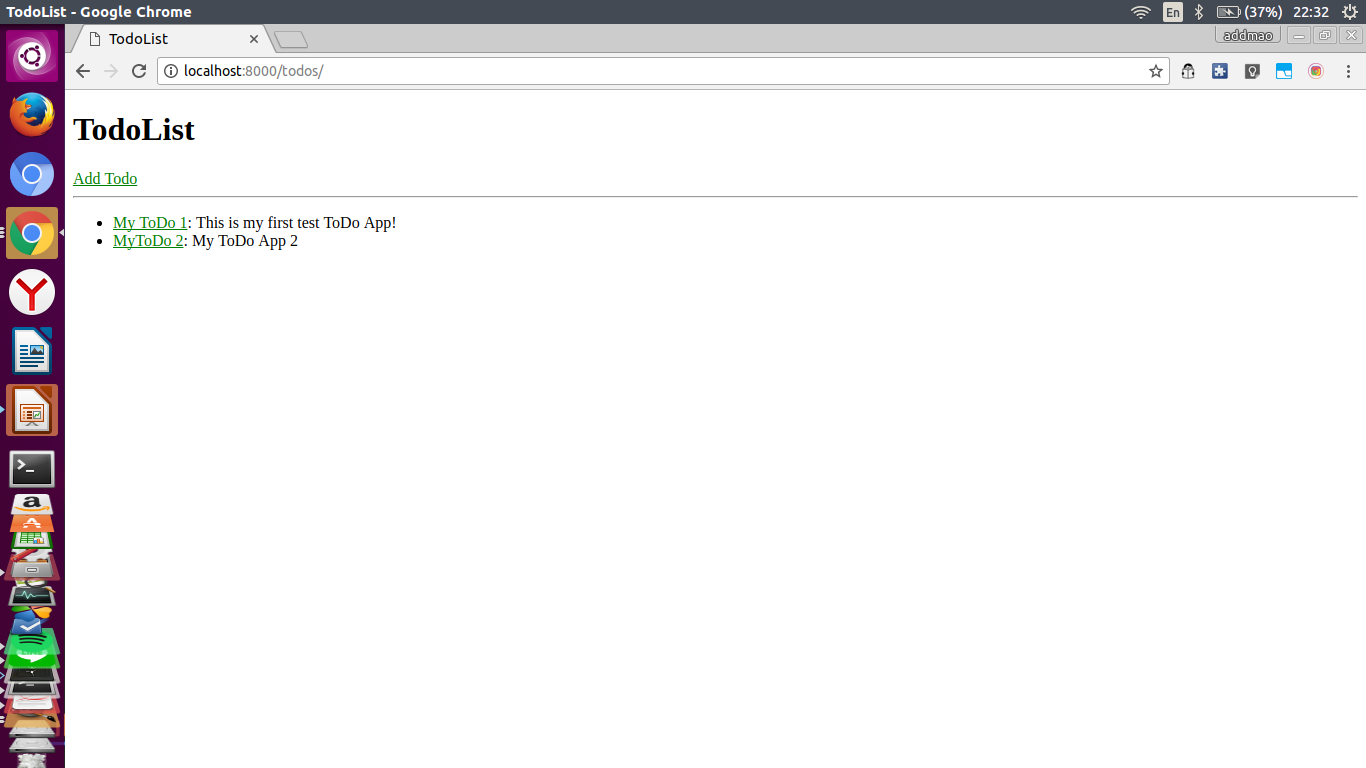 TodoList - Google Chrome
En
(37%)
22:32
TodoList
addmao
localhost:8000/todos/
TodoList
Add Todo
My ToDo 1: This is my first test ToDo App!
MyToDo 2: My ToDo App 2